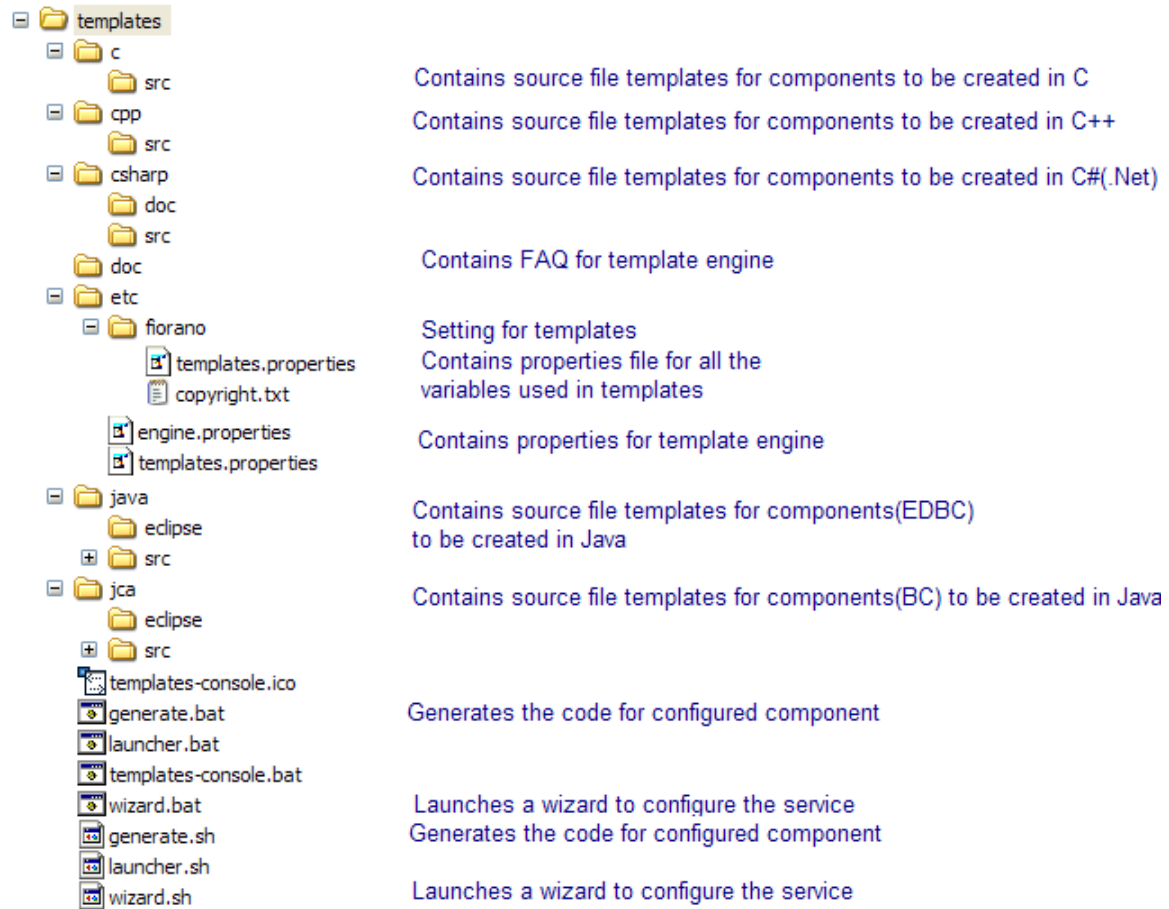 templates
c
src Contains source file templates for components to be created in C
cpp Contains source file templates for components to be created in C++
src
csharp Contains source file templates for components to be created in C#(.Net)
doc
src
doc Contains FAQ for template engine
etc
fiorano Setting for templates
templates.properties Contains properties file for all the
copyright.txt variables used in templates
engine.properties Contains properties for template engine
templates.properties
java Contains source file templates for components(EDBC)
eclipse to be created in Java
src
jca Contains source file templates for components(BC) to be created in Java
eclipse
src
templates-console.ico
generate.bat Generates the code for configured component
launcher.bat
templates-console.bat
wizard.bat Launches a wizard to configure the service
generate.sh Generates the code for configured component
launcher.sh
wizard.sh Launches a wizard to configure the service